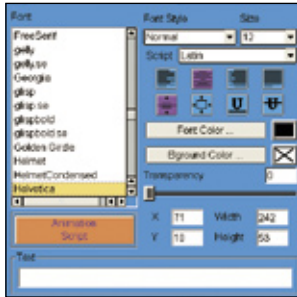 Font
Font Style
Size
FreeSerif
gelly
gelly.se
Georgia
glisp
glisp.se
glispbold
glispbold.se
Golden Girdle
Helmet
HelmetCondensed
Helvetica
Normal
12
Script
Latin
U
Font Color ...
Bground Color ...
Transparency
0
Animation
Script
X
71
Width
242
Y
10
Height
53
Text